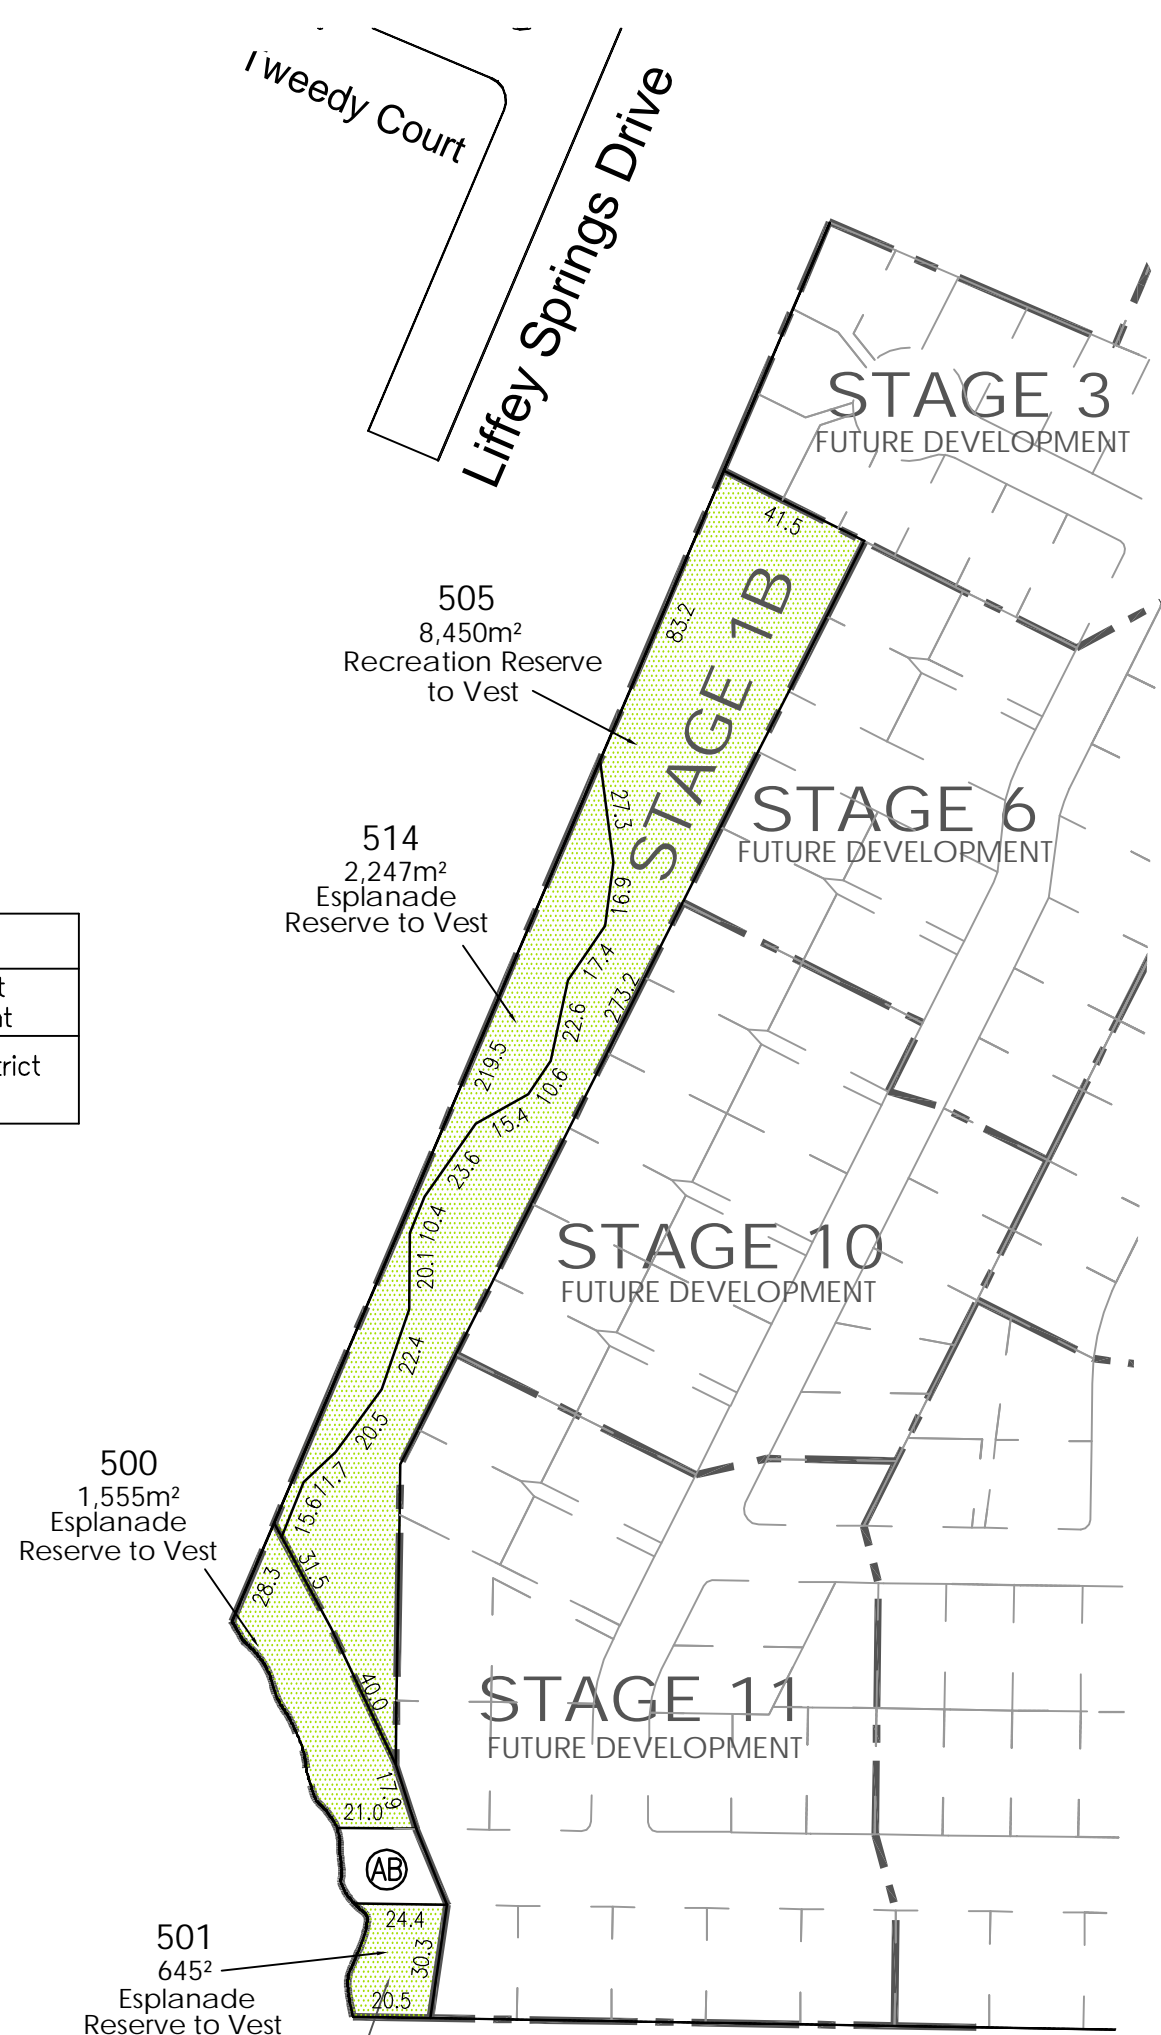 Tweedy Court
Liffey Springs Drive
STAGE 3
FUTURE DEVELOPMENT
41.5
83.2
STAGE 1B
505
8,450m²
Recreation Reserve
to Vest
27.3
STAGE 6
FUTURE DEVELOPMENT
514
2,247m²
Esplanade
Reserve to Vest
16.9
17.4
273.2
22.6
219.5
10.6
15.4
trict
23.6
10.4
20.1
STAGE 10
FUTURE DEVELOPMENT
22.4
20.5
11.7
15.6
500
1,555m²
Esplanade
Reserve to Vest
31.5
28.3
40.0
STAGE 11
FUTURE DEVELOPMENT
17.9
21.0
AB
24.4
30.3
20.5
501
645²
Esplanade
Reserve to Vest